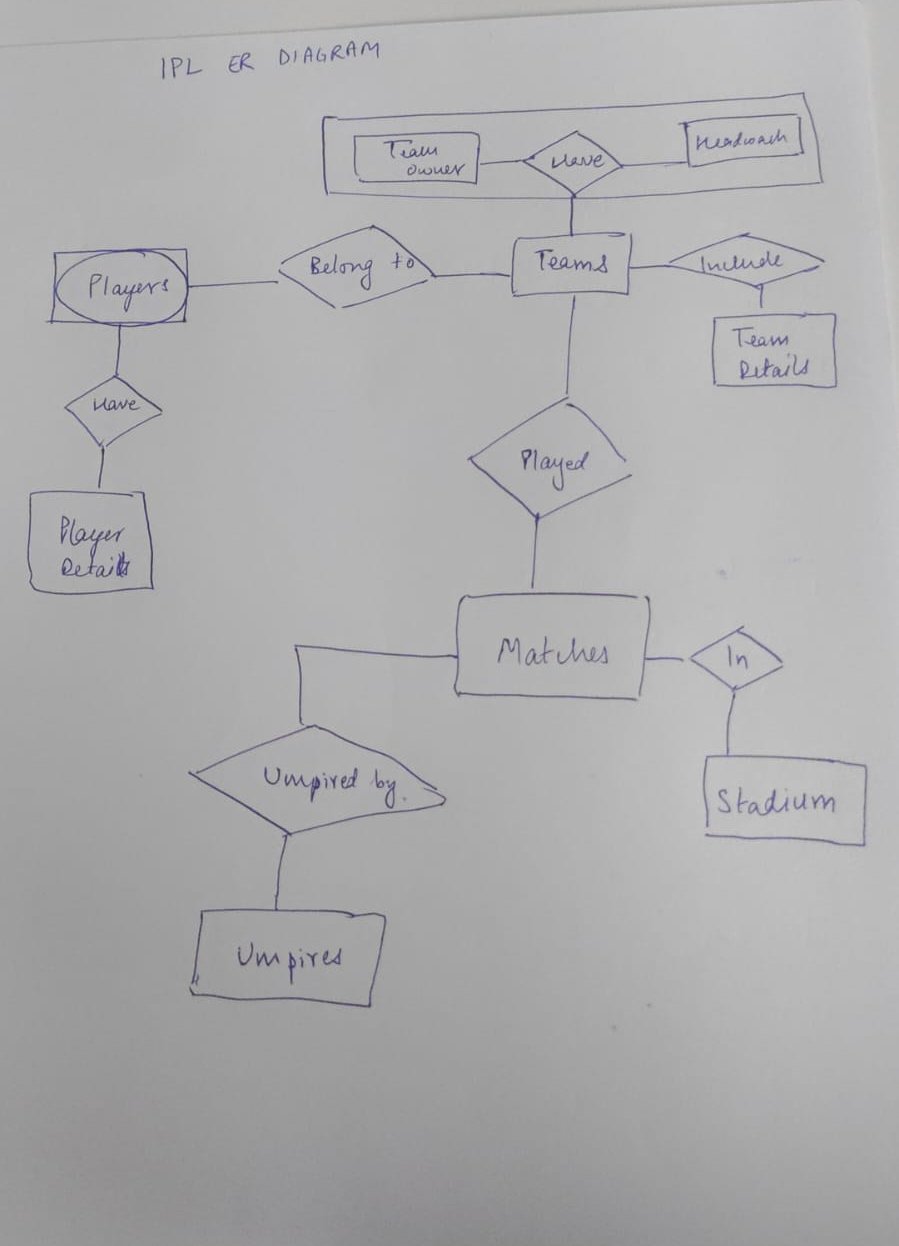 IPL ER DIAGRAM
Team
owner
Have
Headcoach
Players
Belong to
Teams
Include
Team
Details
Have
Played
Player
Details
Matches
In
Umpired by.
Stadium
Umpires